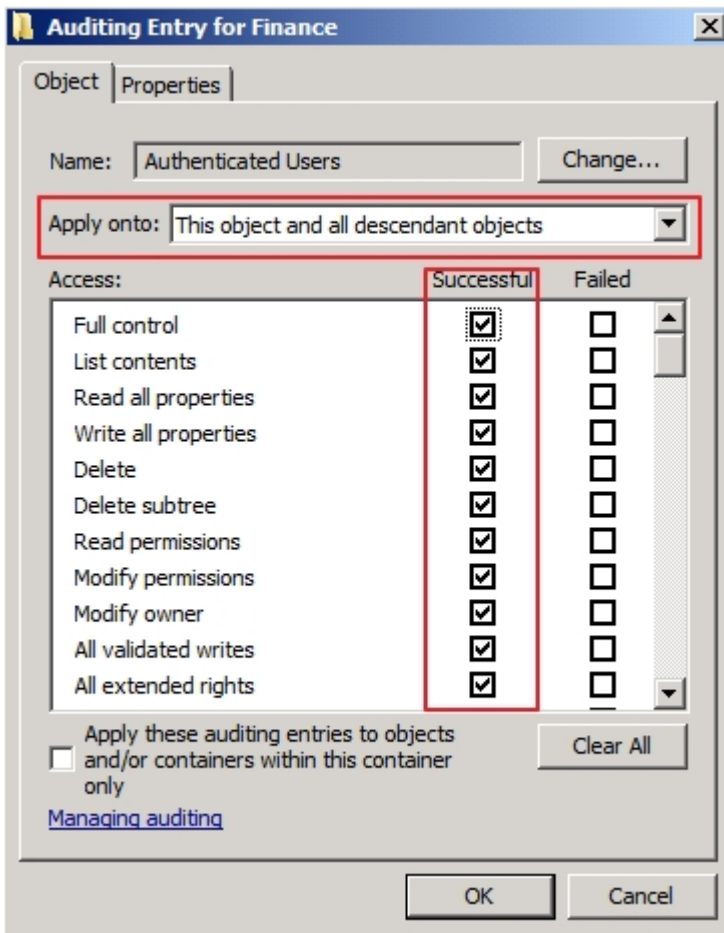 Auditing Entry for Finance
Object Properties
Name: Authenticated Users Change...
Apply onto: This object and all descendant objects
Access: Successful Failed
Full control
List contents
Read all properties
Write all properties
Delete
Delete subtree
Read permissions
Modify permissions
Modify owner
All validated writes
All extended rights
Apply these auditing entries to objects
and/or containers within this container
only
Clear All
Managing auditing
OK Cancel